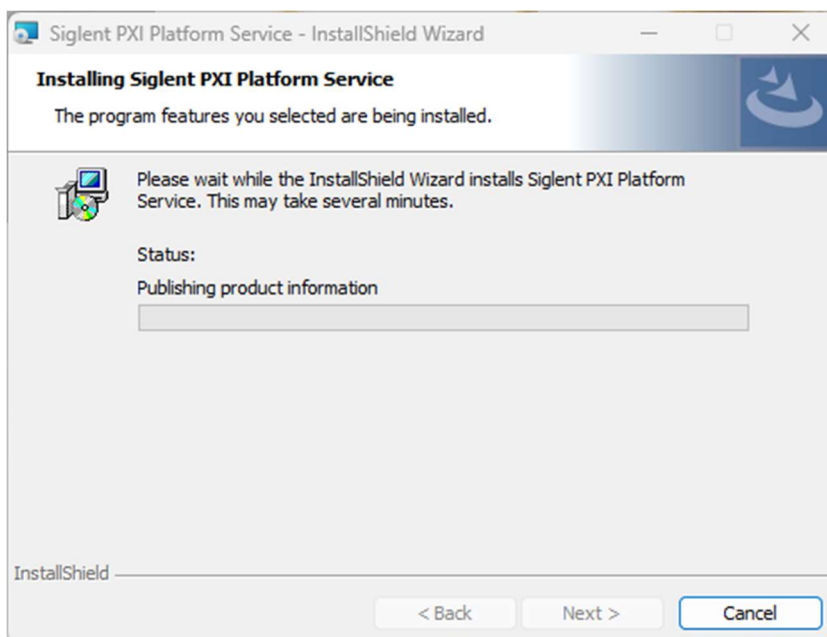 Siglent PXI Platform Service - InstallShield Wizard
Installing Siglent PXI Platform Service
The program features you selected are being installed.
Please wait while the InstallShield Wizard installs Siglent PXI Platform
Service. This may take several minutes.
Status:
Publishing product information
InstallShield
< Back
Next >
Cancel